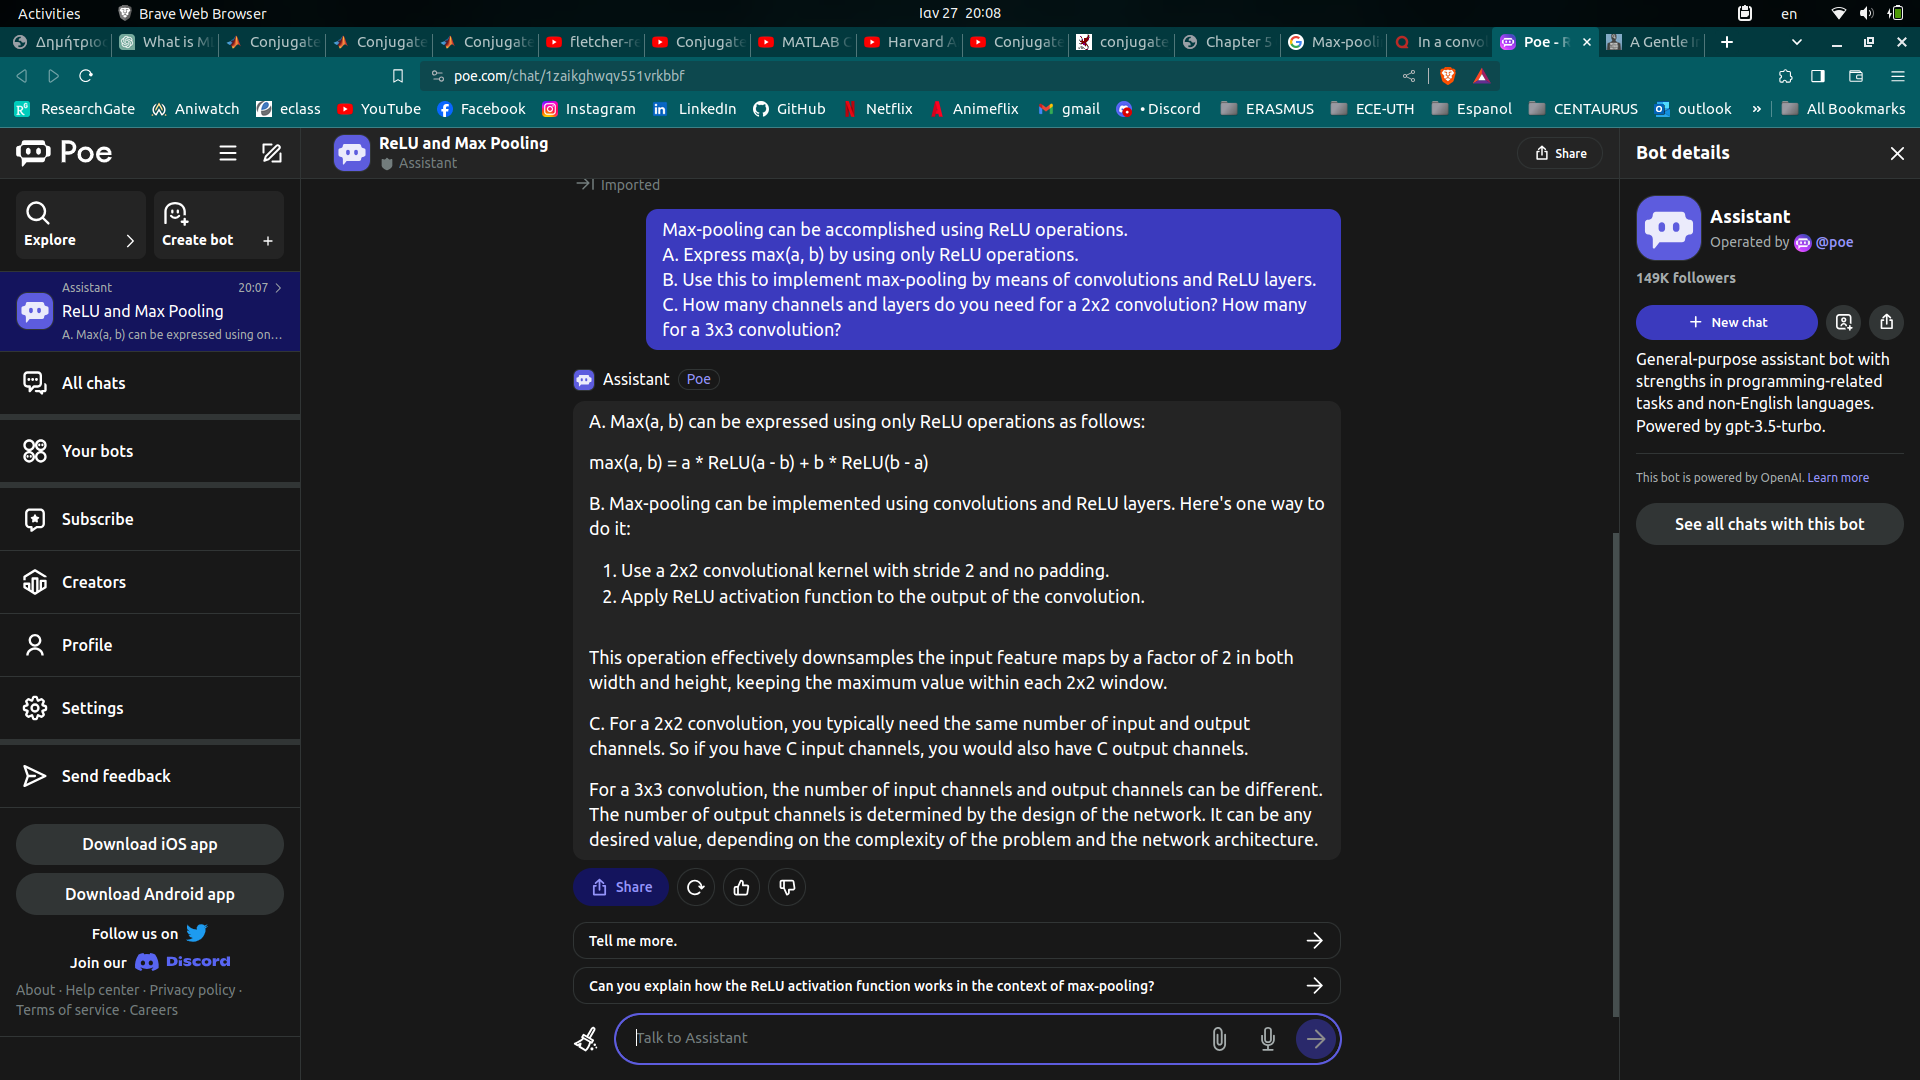 Activities
Brave Web Browser
Ιαν 27 20:08
en
Δημήτριος
What is M
Conjugate
Conjugate
Conjugate
fletcher-re
Conjugate
MATLAB C
Harvard A
Conjugate
conjugate
Chapter 5
Max-pooli
In a convo
Poe - R
A Gentle In
poe.com/chat/1zaikghwqv551vrkbbf
ResearchGate
Aniwatch
eclass
YouTube
Facebook
Instagram
LinkedIn
GitHub
Netflix
Animeflix
gmail
• Discord
ERASMUS
ECE-UTH
Espanol
CENTAURUS
outlook
»
All Bookmarks
Poe
Explore
Create bot
Assistant
20:07
ReLU and Max Pooling
A. Max(a, b) can be expressed using on...
All chats
Your bots
Subscribe
Creators
Profile
Settings
Send feedback
Download iOS app
Download Android app
Follow us on
Join our Discord
About · Help center · Privacy policy ·
Terms of service · Careers
ReLU and Max Pooling
Assistant
Share
Imported
Max-pooling can be accomplished using ReLU operations.
A. Express max(a, b) by using only ReLU operations.
B. Use this to implement max-pooling by means of convolutions and ReLU layers.
C. How many channels and layers do you need for a 2x2 convolution? How many
for a 3x3 convolution?
Assistant
Poe
A. Max(a, b) can be expressed using only ReLU operations as follows:
max(a, b) = a * ReLU(a - b) + b * ReLU(b - a)
B. Max-pooling can be implemented using convolutions and ReLU layers. Here's one way to
do it:
1. Use a 2x2 convolutional kernel with stride 2 and no padding.
2. Apply ReLU activation function to the output of the convolution.
This operation effectively downsamples the input feature maps by a factor of 2 in both
width and height, keeping the maximum value within each 2x2 window.
C. For a 2x2 convolution, you typically need the same number of input and output
channels. So if you have C input channels, you would also have C output channels.
For a 3x3 convolution, the number of input channels and output channels can be different.
The number of output channels is determined by the design of the network. It can be any
desired value, depending on the complexity of the problem and the network architecture.
Share
Tell me more.
Can you explain how the ReLU activation function works in the context of max-pooling?
Talk to Assistant
Bot details
Assistant
Operated by @poe
149K followers
New chat
General-purpose assistant bot with
strengths in programming-related
tasks and non-English languages.
Powered by gpt-3.5-turbo.
This bot is powered by OpenAI. Learn more
See all chats with this bot